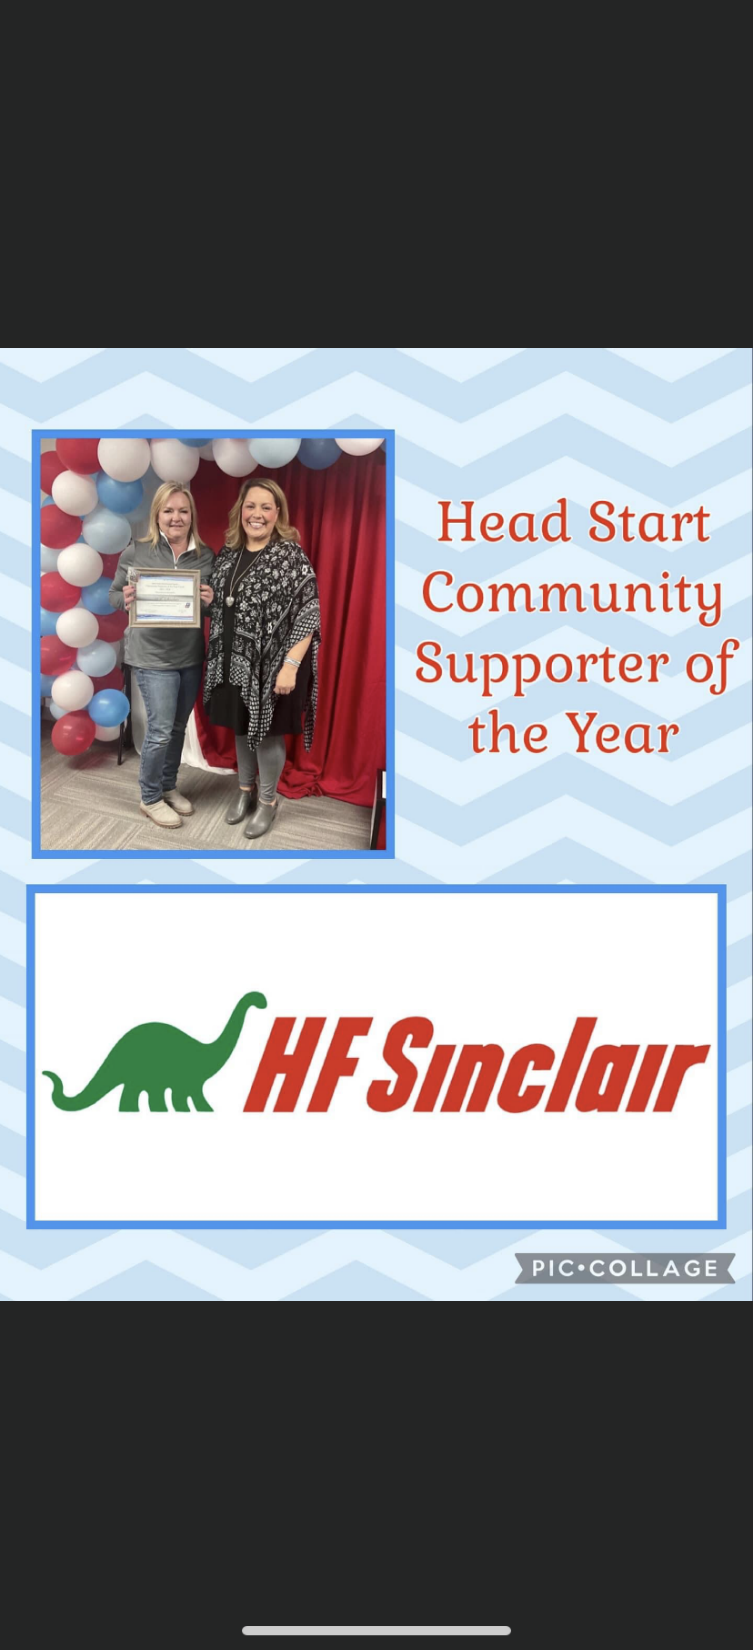 Head Start
Community
Supporter of
the Year
HF Sinclair
PIC•COLLAGE